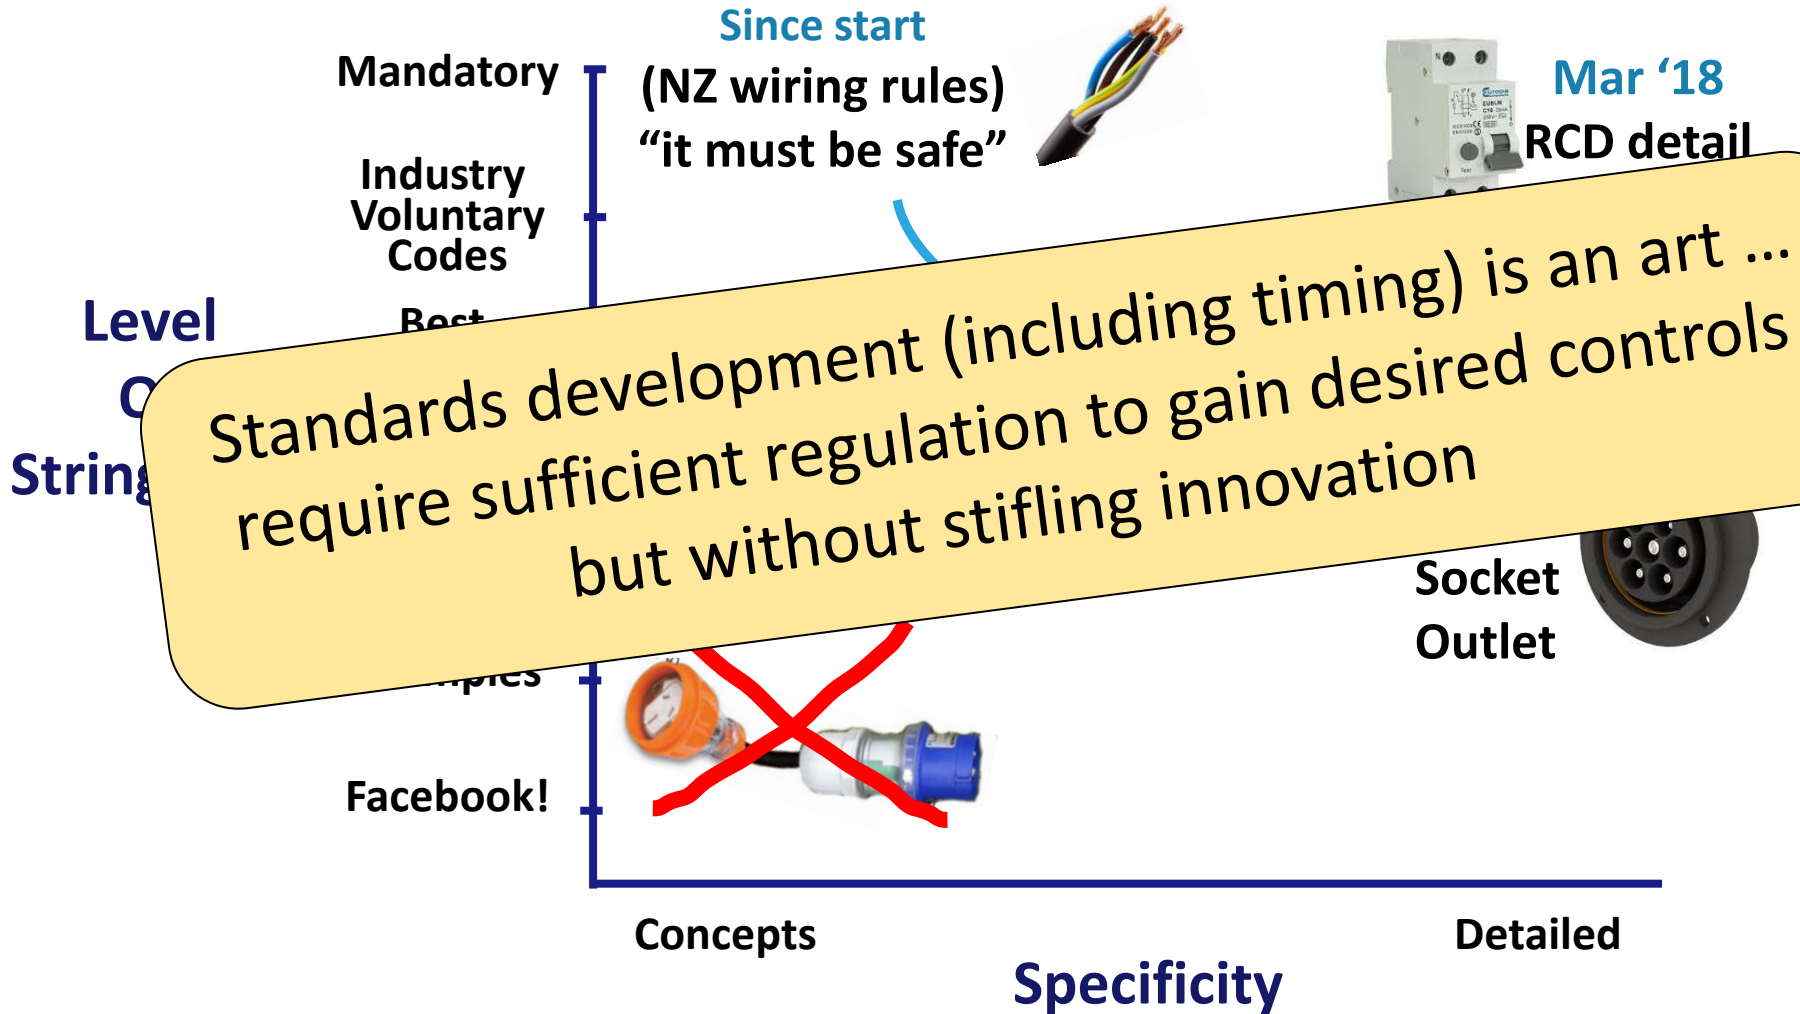 Since start
(NZ wiring rules)
“it must be safe”
Mar ‘18
RCD detail
Mandatory
Industry
Voluntary
Codes
Level
Standards development (including timing) is an art ...
require sufficient regulation to gain desired controls
but without stifling innovation
Socket
Outlet
Facebook!
Concepts
Detailed
Specificity